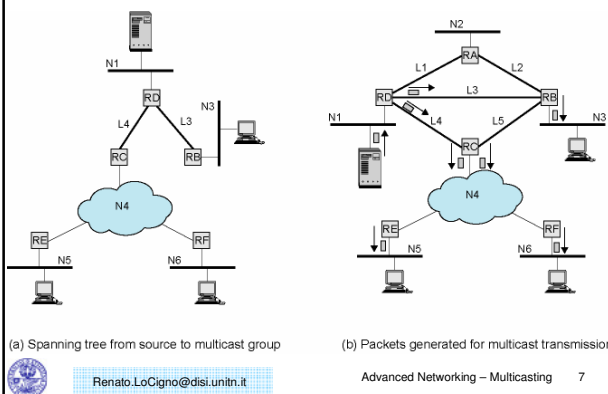 N1
RD
N3
L4
L3
RC
RB
N4
RE
RF
N5
N6
(a) Spanning tree from source to multicast group
N2
RA
L1
L2
RD
L3
RB
N1
L4
L5
N3
RC
N4
RE
RF
N5
N6
(b) Packets generated for multicast transmission
Renato.LoCigno@disi.unitn.it
Advanced Networking – Multicasting 7